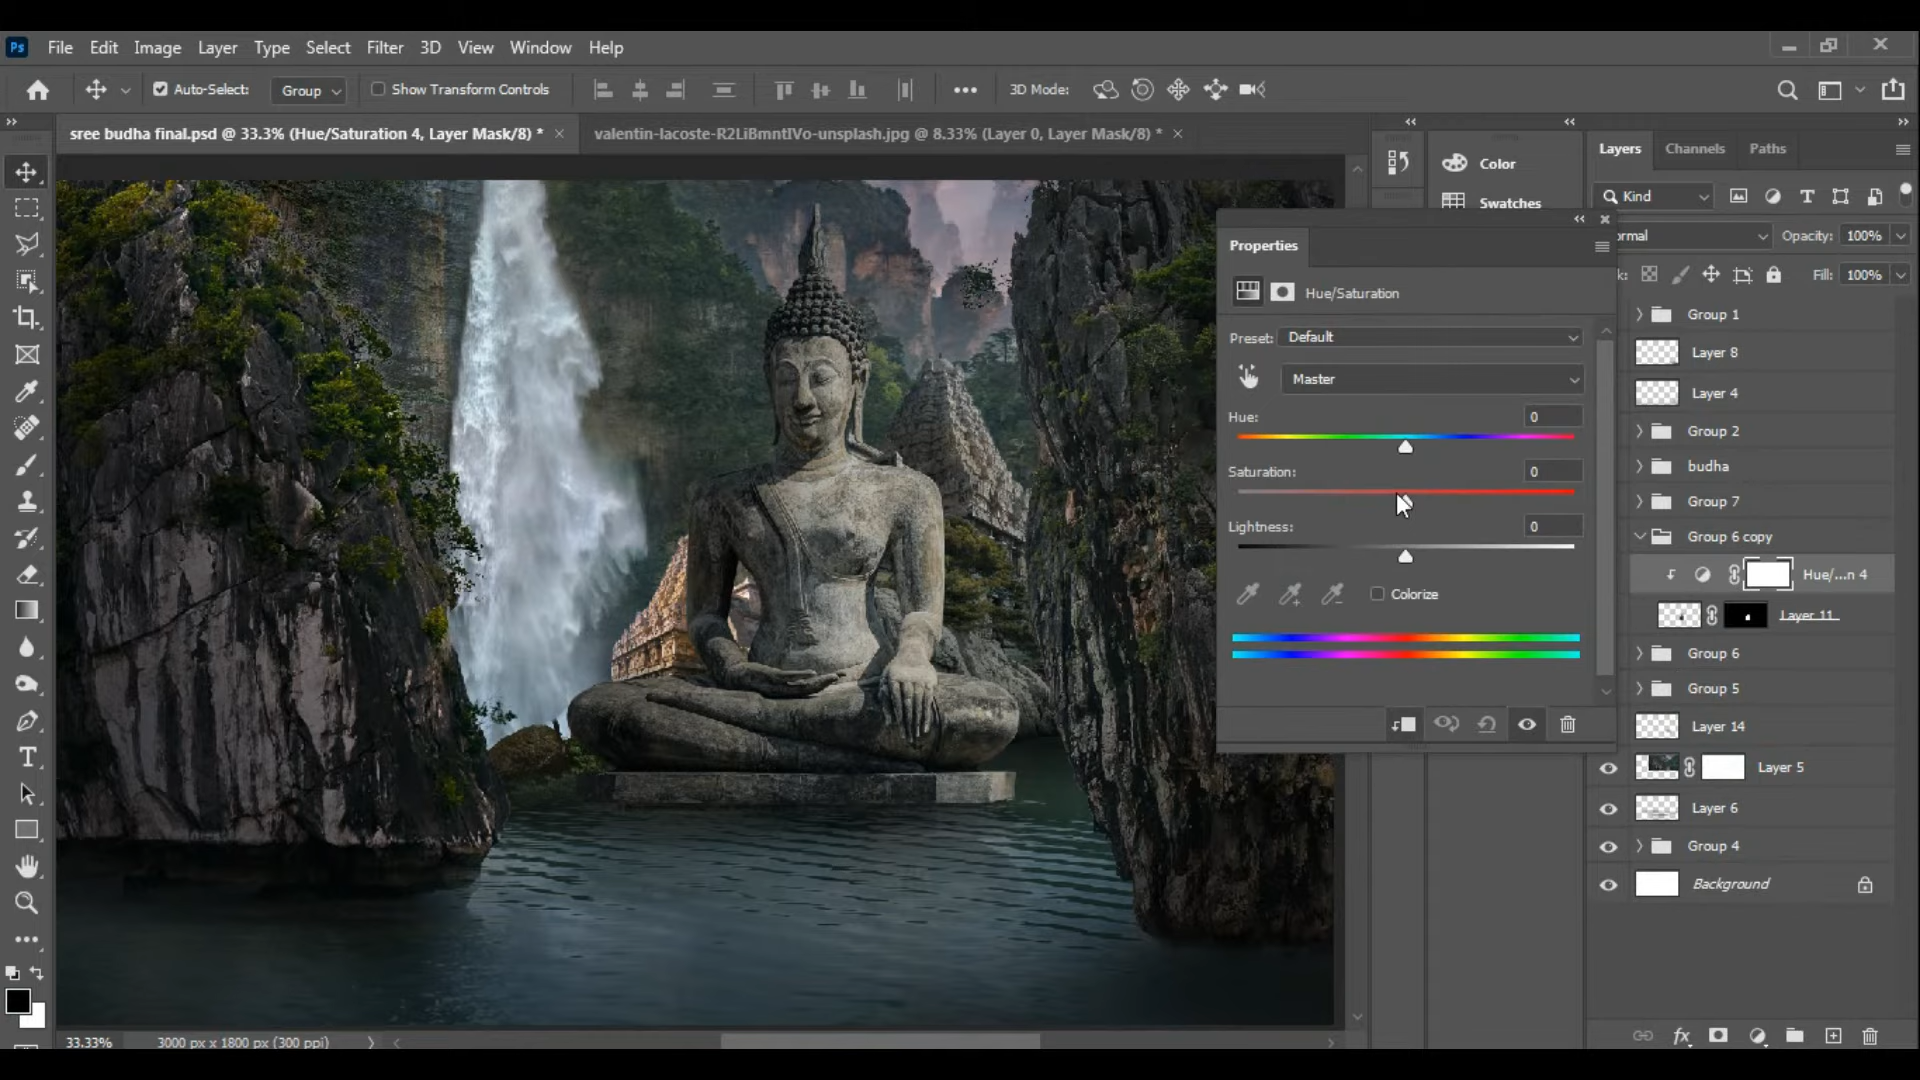 Ps File Edit Image Layer Type Select Filter 3D View Window Help
Auto-Select: Group Show Transform Controls 3D Mode:
sree budha final.psd @ 33.3% (Hue/Saturation 4, Layer Mask/8) * valentin-lacoste-R2LiBmntIVo-unsplash.jpg @ 8.33% (Layer 0, Layer Mask/8) *
Color
Swatches
Layers Channels Paths
Kind
rmal Opacity: 100%
k: Fill: 100%
Properties
Hue/Saturation
Preset: Default
Master
Hue: 0
Saturation: 0
Lightness: 0
Colorize
Group 1
Layer 8
Layer 4
Group 2
budha
Group 7
Group 6 copy
Hue/...n 4
Layer 11
Group 6
Group 5
Layer 14
Layer 5
Layer 6
Group 4
Background
33.33% 3000 px x 1800 px (300 ppi)